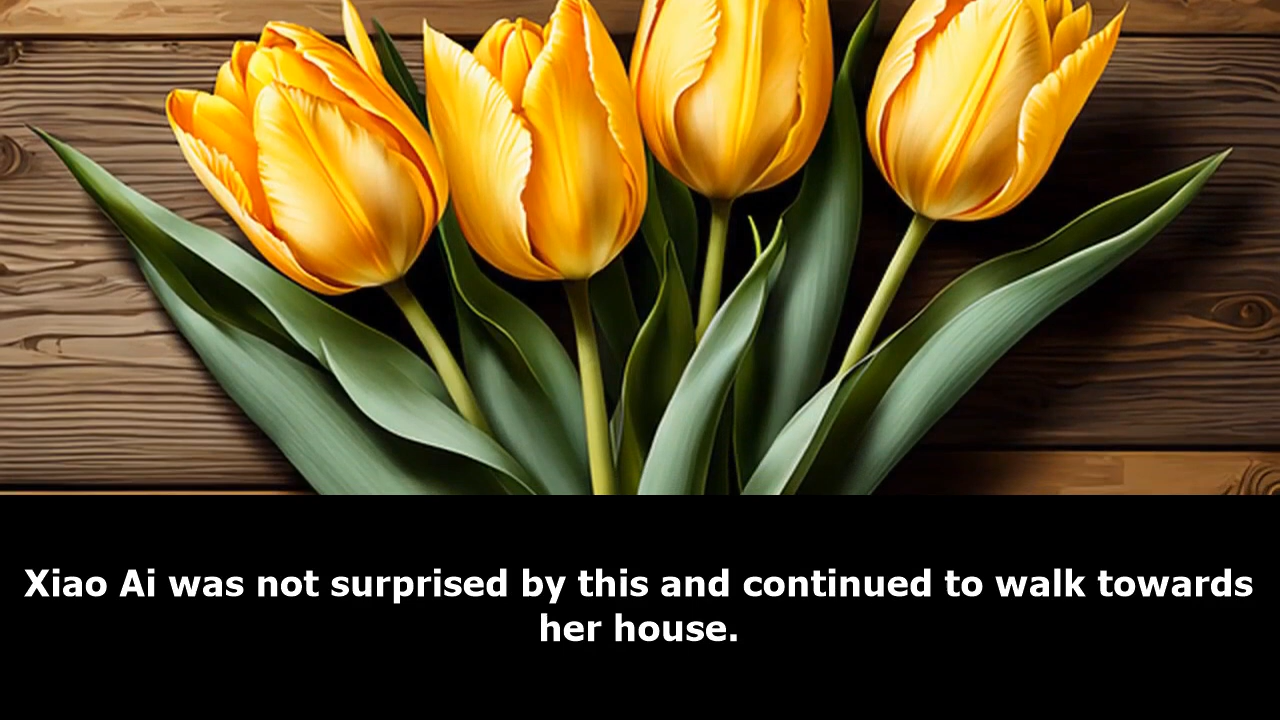 Xiao Ai was not surprised by this and continued to walk towards
her house.